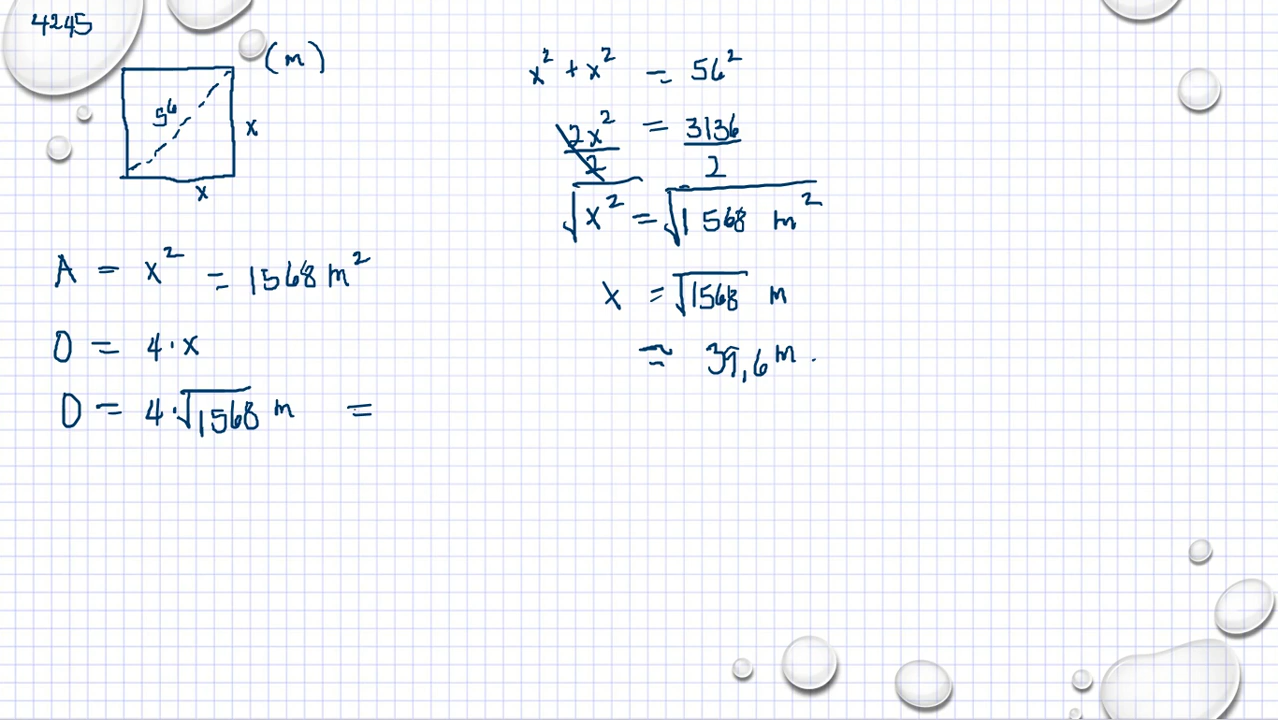 4245
(m)
56
x
x
A = x² = 1568 m²
O = 4 · x
O = 4 · √1568 m =
x² + x² = 56²
2x²/2 = 3136/2
√x² = √1568 m²
x = √1568 m
≈ 39,6 m.